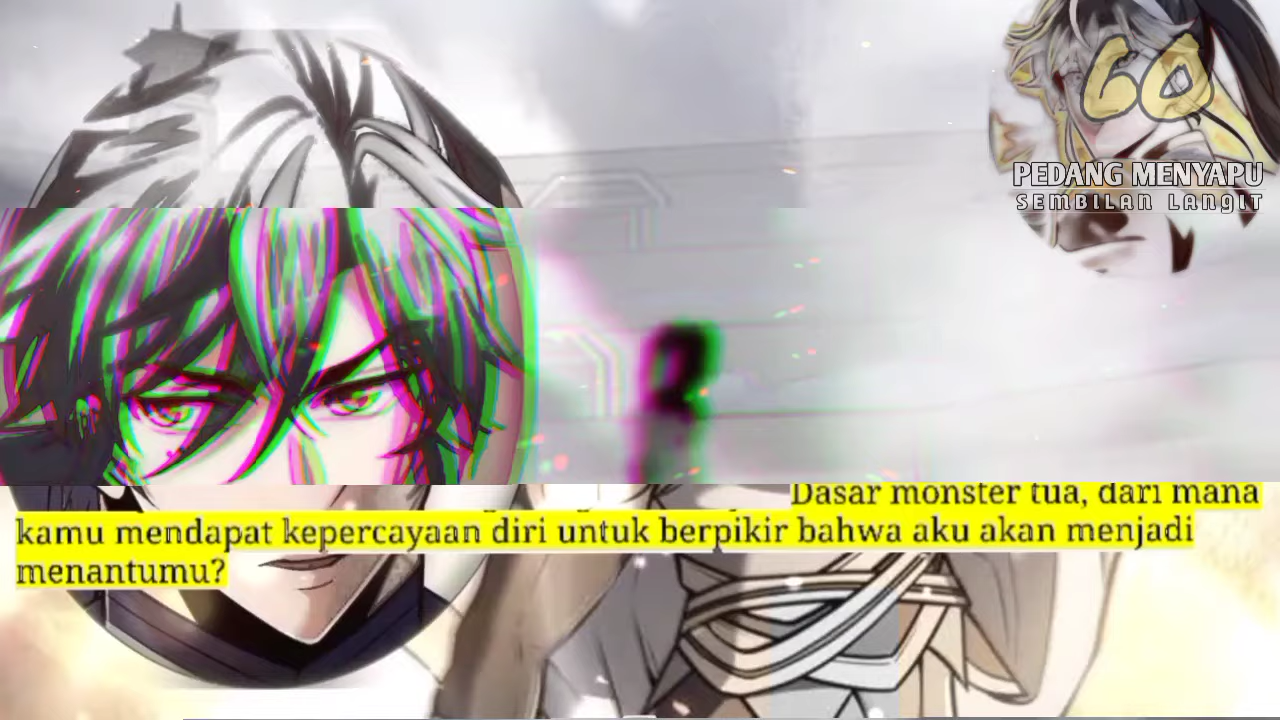 60
PEDANG MENYAPU
SEMBILAN LANGIT
Dasar monster tua, dari mana
kamu mendapat kepercayaan diri untuk berpikir bahwa aku akan menjadi
menantumu?